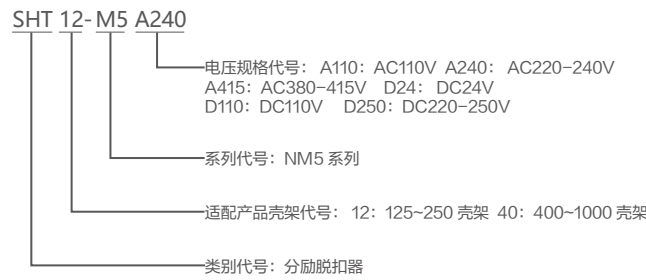 SHT 12- M5 A240
电压规格代号： A110：AC110V A240： AC220-240V
A415：AC380-415V D24： DC24V
D110：DC110V D250：DC220-250V
系列代号：NM5 系列
适配产品壳架代号： 12：125~250 壳架 40：400~1000 壳架
类别代号：分励脱扣器